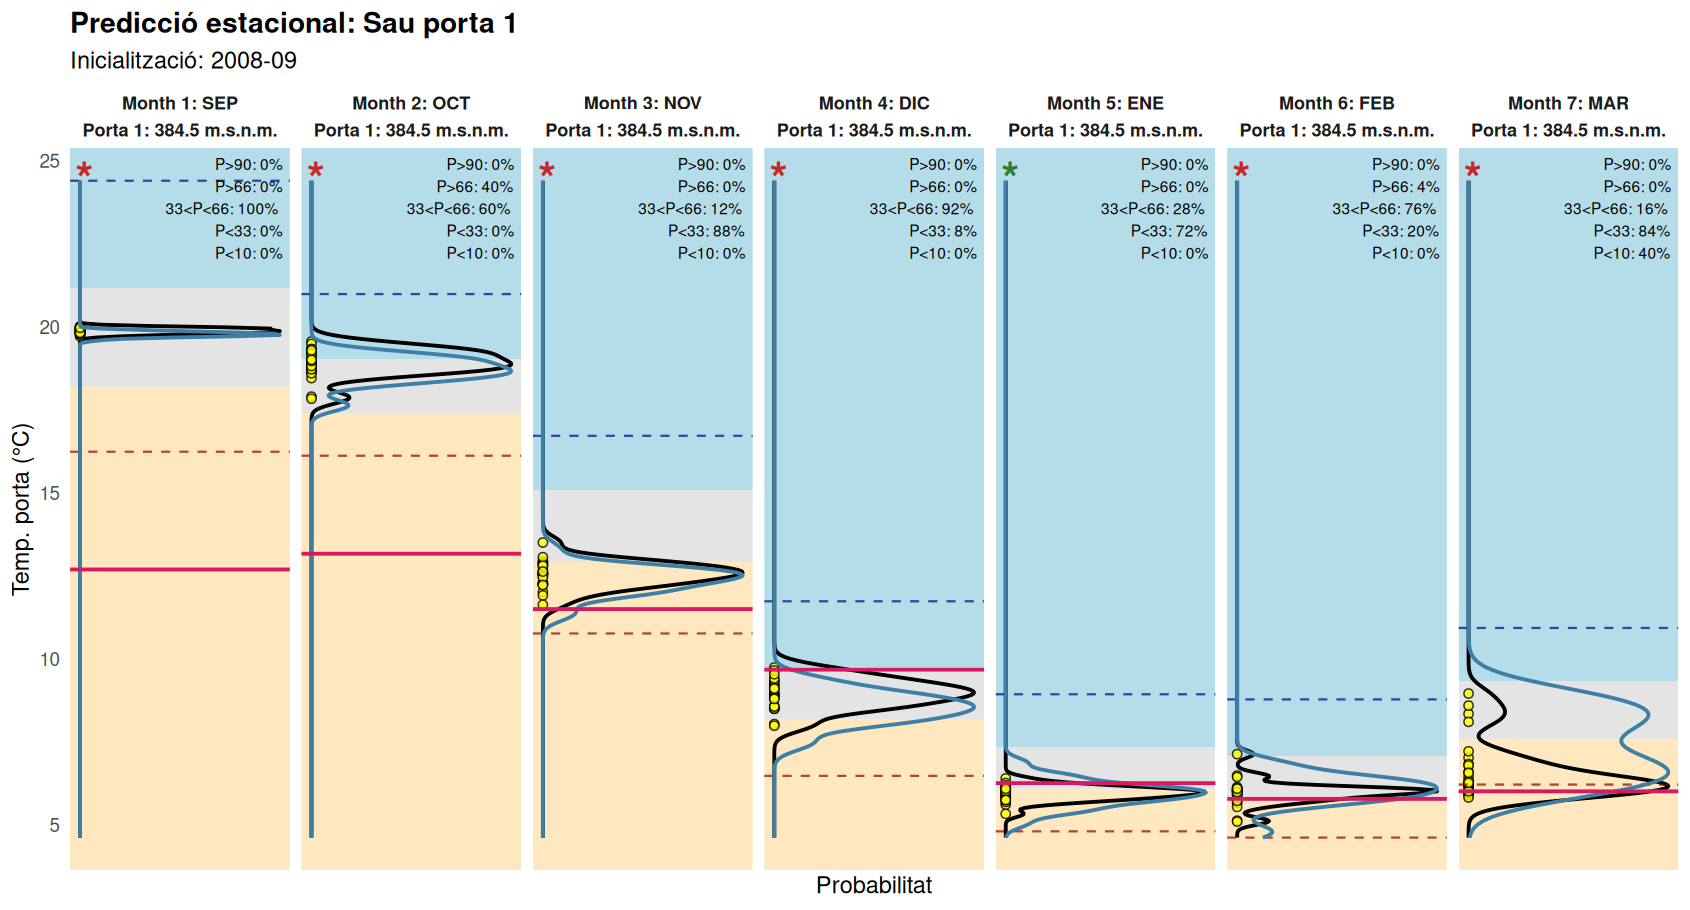 Predicció estacional: Sau porta 1
Inicialització: 2008-09
Month 1: SEP
Porta 1: 384.5 m.s.n.m.
Month 2: OCT
Porta 1: 384.5 m.s.n.m.
Month 3: NOV
Porta 1: 384.5 m.s.n.m.
Month 4: DIC
Porta 1: 384.5 m.s.n.m.
Month 5: ENE
Porta 1: 384.5 m.s.n.m.
Month 6: FEB
Porta 1: 384.5 m.s.n.m.
Month 7: MAR
Porta 1: 384.5 m.s.n.m.
*
P>90: 0%
P>66: 0%
33<P<66: 100%
P<33: 0%
P<10: 0%
*
P>90: 0%
P>66: 40%
33<P<66: 60%
P<33: 0%
P<10: 0%
*
P>90: 0%
P>66: 0%
33<P<66: 12%
P<33: 88%
P<10: 0%
*
P>90: 0%
P>66: 0%
33<P<66: 92%
P<33: 8%
P<10: 0%
*
P>90: 0%
P>66: 0%
33<P<66: 28%
P<33: 72%
P<10: 0%
*
P>90: 0%
P>66: 4%
33<P<66: 76%
P<33: 20%
P<10: 0%
*
P>90: 0%
P>66: 0%
33<P<66: 16%
P<33: 84%
P<10: 40%
25
20
15
10
5
Temp. porta (°C)
Probabilitat